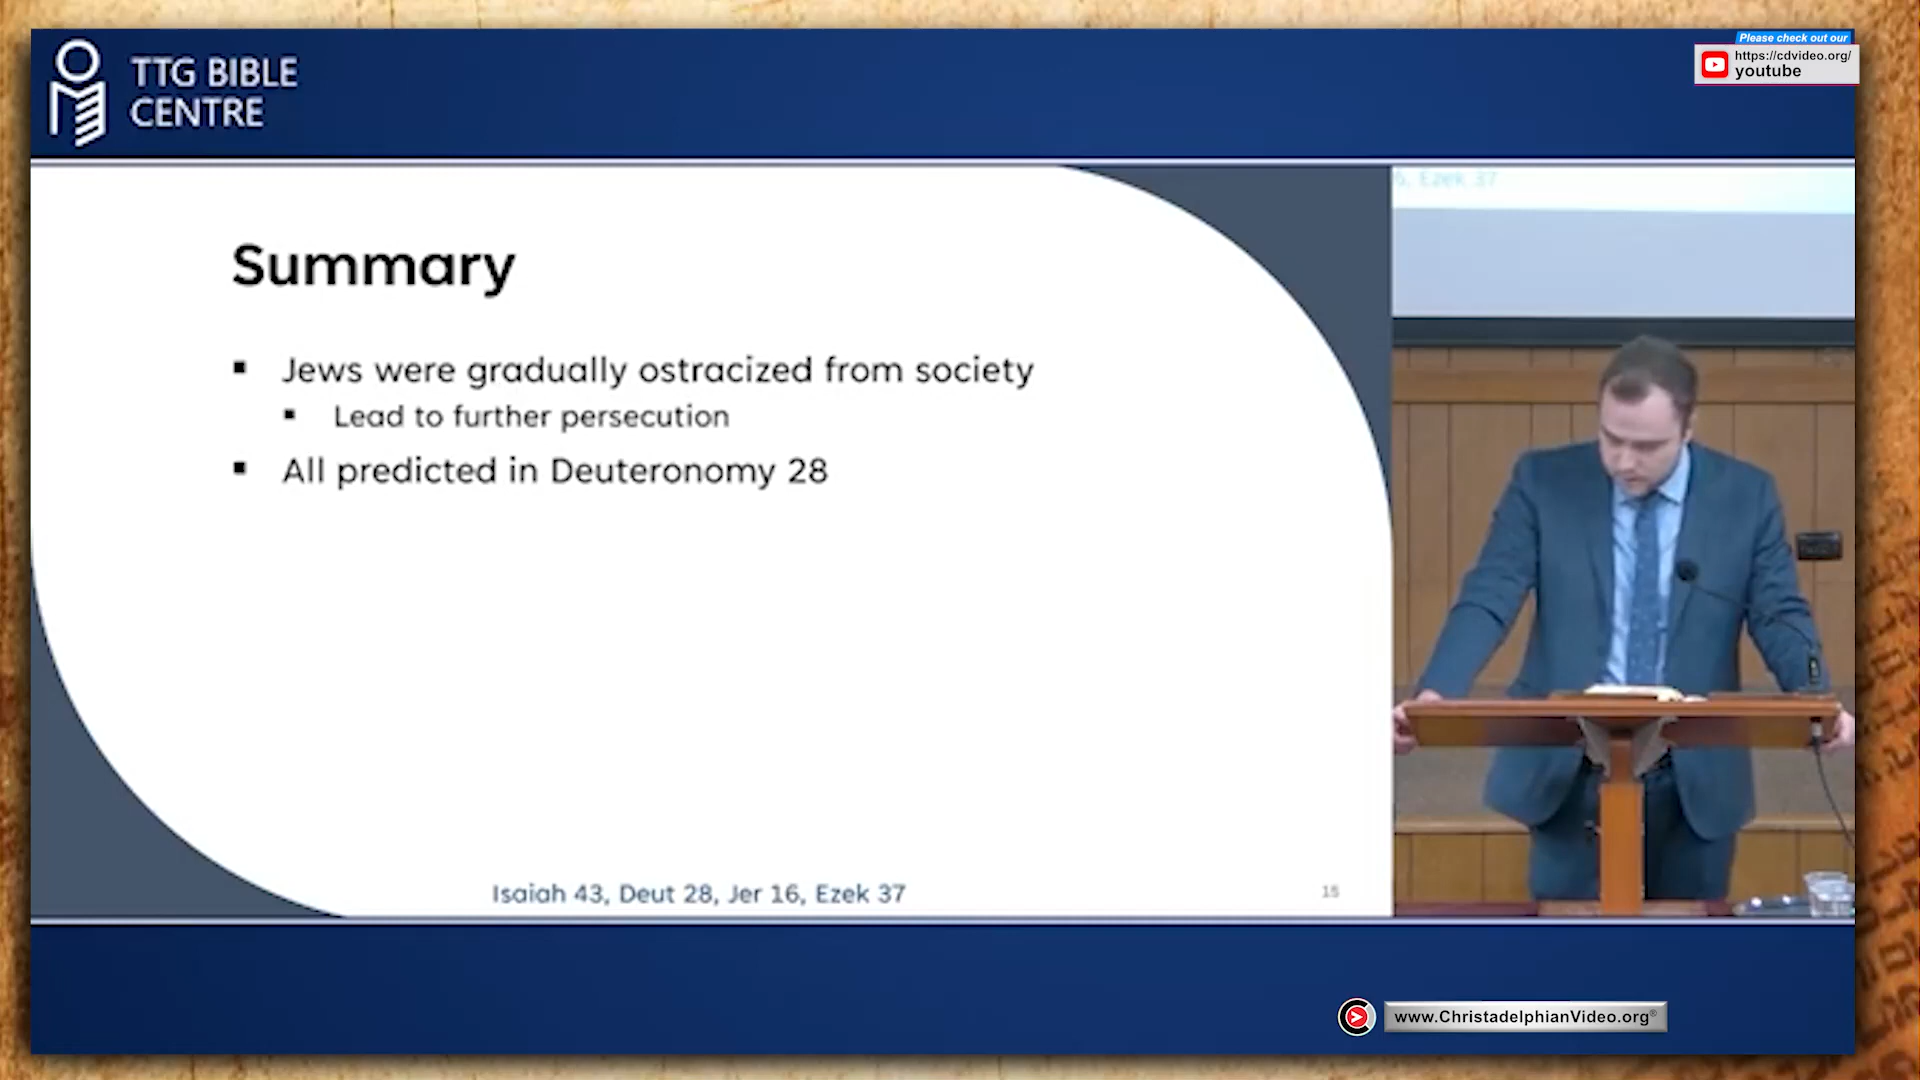 TTG BIBLE
CENTRE
Please check out our
https://cdvideo.org/
youtube
Summary
▪ Jews were gradually ostracized from society
▪ Lead to further persecution
▪ All predicted in Deuteronomy 28
Isaiah 43, Deut 28, Jer 16, Ezek 37
15
Ezek 37
www.ChristadelphianVideo.org®